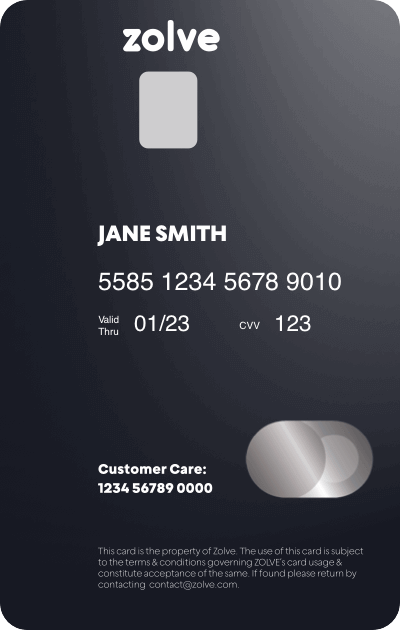 zolve
JANE SMITH
5585 1234 5678 9010
Valid Thru 01/23 CVV 123
Customer Care:
1234 56789 0000
This card is the property of Zolve. The use of this card is subject
to the terms & conditions governing ZOLVE's card usage &
constitute acceptance of the same. If found please return by
contacting contact@zolve.com.